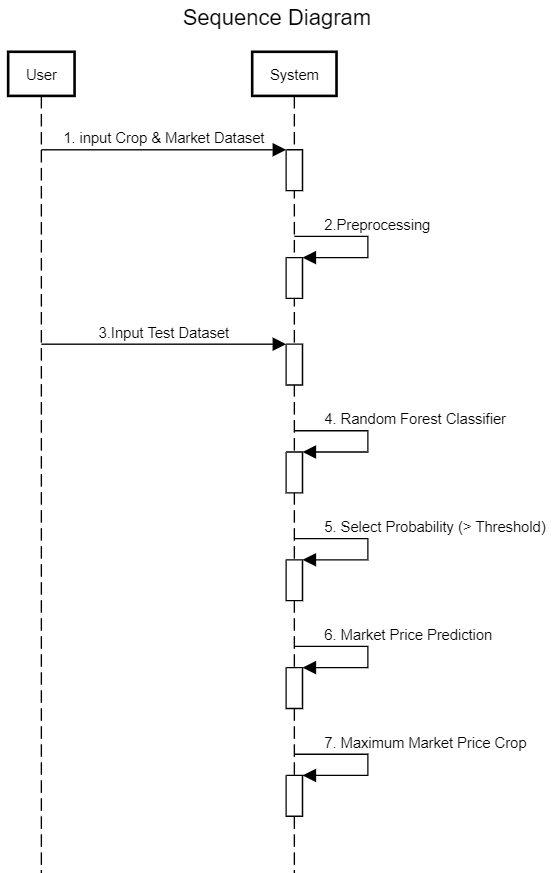 Sequence Diagram
User
System
1. input Crop & Market Dataset
2.Preprocessing
3.Input Test Dataset
4. Random Forest Classifier
5. Select Probability (> Threshold)
6. Market Price Prediction
7. Maximum Market Price Crop